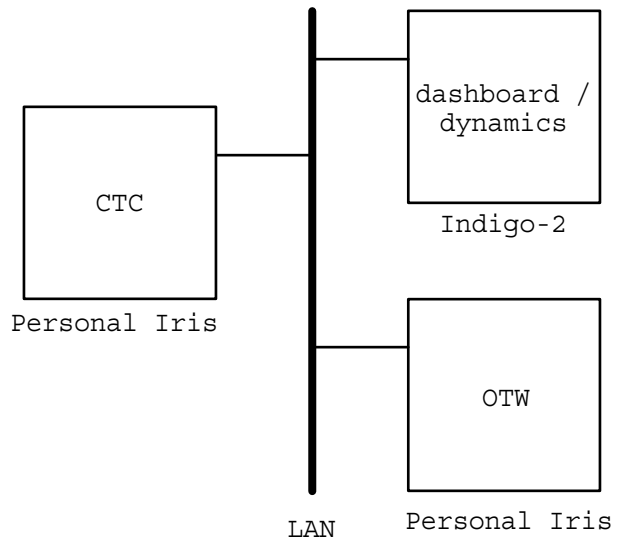 dashboard /
dynamics
CTC
Indigo-2
Personal Iris
OTW
LAN
Personal Iris